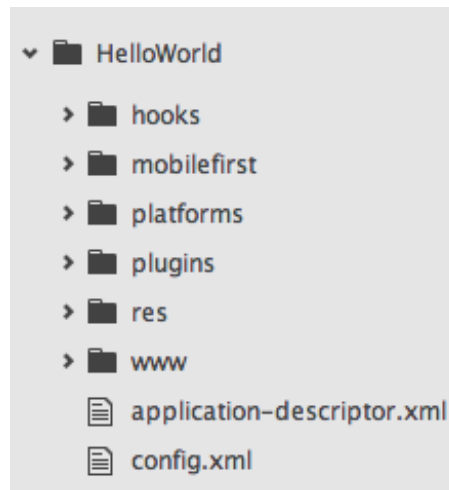 HelloWorld
hooks
mobilefirst
platforms
plugins
res
www
application-descriptor.xml
config.xml